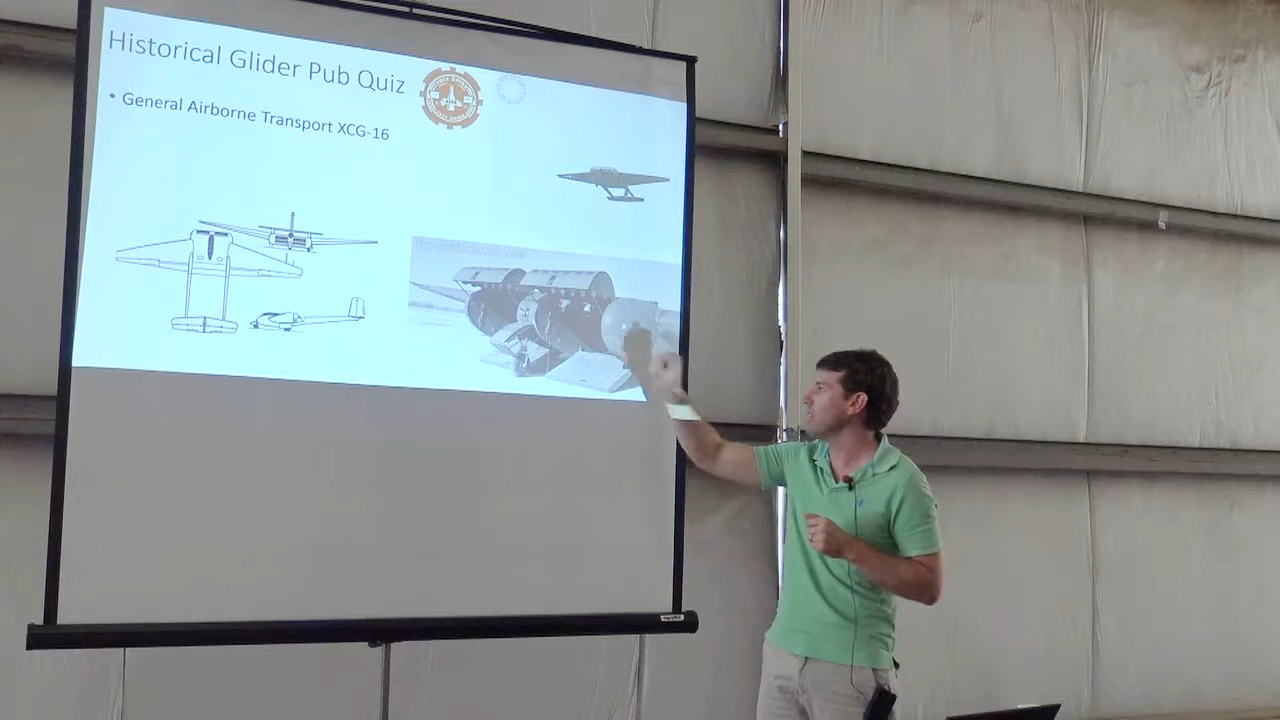 Historical Glider Pub Quiz
• General Airborne Transport XCG-16